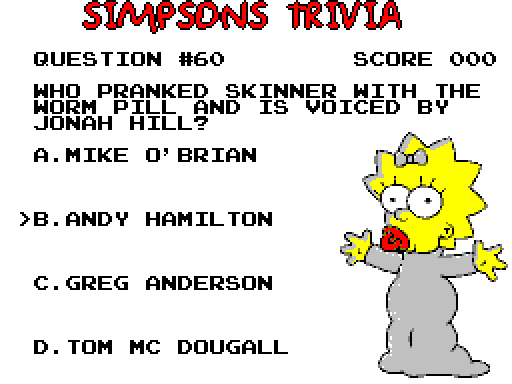 SIMPSONS TRIVIA
QUESTION #60 SCORE 000
WHO PRANKED SKINNER WITH THE
WORM PILL AND IS VOICED BY
JONAH HILL?
A.MIKE O'BRIAN
>B.ANDY HAMILTON
C.GREG ANDERSON
D.TOM MC DOUGALL